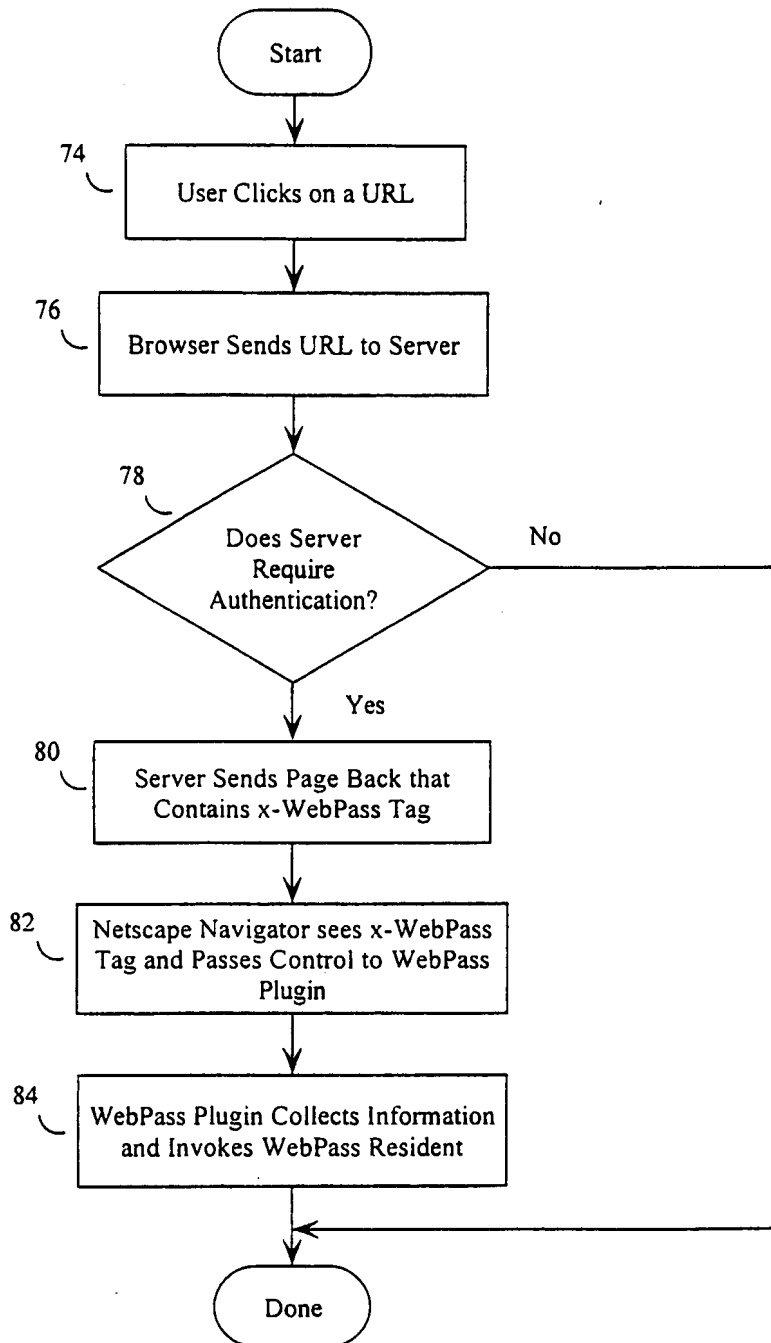 Start
74
User Clicks on a URL
76
Browser Sends URL to Server
78
Does Server
Require
Authentication?
No
Yes
80
Server Sends Page Back that
Contains x-WebPass Tag
82
Netscape Navigator sees x-WebPass
Tag and Passes Control to WebPass
Plugin
84
WebPass Plugin Collects Information
and Invokes WebPass Resident
Done